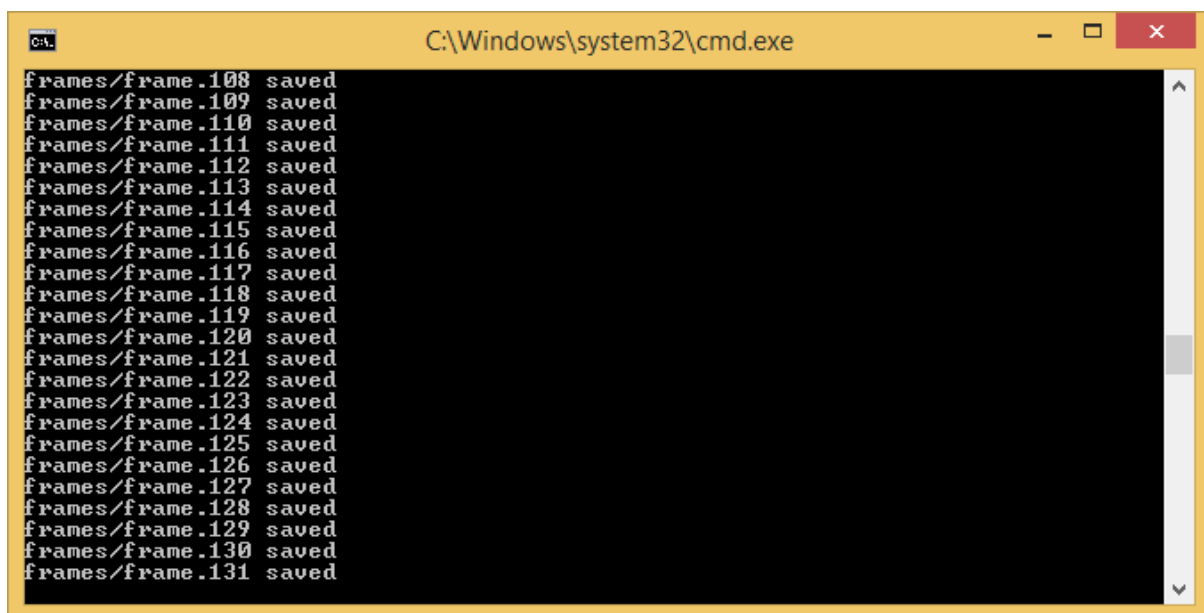 C:\Windows\system32\cmd.exe
frames/frame.108 saved
frames/frame.109 saved
frames/frame.110 saved
frames/frame.111 saved
frames/frame.112 saved
frames/frame.113 saved
frames/frame.114 saved
frames/frame.115 saved
frames/frame.116 saved
frames/frame.117 saved
frames/frame.118 saved
frames/frame.119 saved
frames/frame.120 saved
frames/frame.121 saved
frames/frame.122 saved
frames/frame.123 saved
frames/frame.124 saved
frames/frame.125 saved
frames/frame.126 saved
frames/frame.127 saved
frames/frame.128 saved
frames/frame.129 saved
frames/frame.130 saved
frames/frame.131 saved